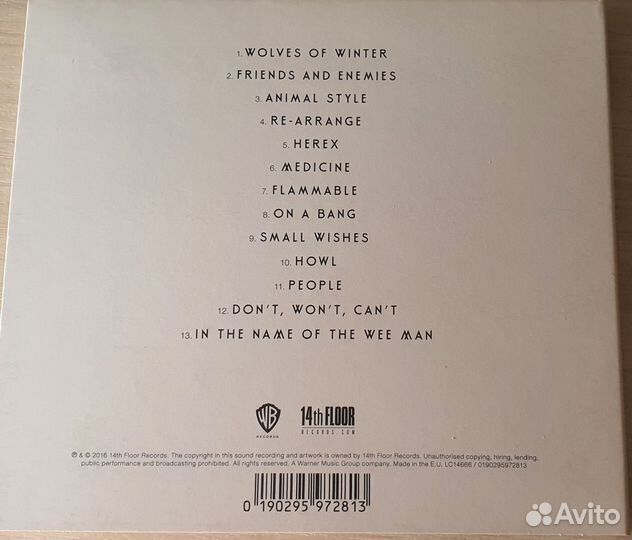 1. WOLVES OF WINTER
2. FRIENDS AND ENEMIES
3. ANIMAL STYLE
4. RE-ARRANGE
5. HEREX
6. MEDICINE
7. FLAMMABLE
8. ON A BANG
9. SMALL WISHES
10. HOWL
11. PEOPLE
12. DON'T, WON'T, CAN'T
13. IN THE NAME OF THE WEE MAN
WB 14th FLOOR
RECORDS RECORDS.COM
℗ & © 2016 14th Floor Records. The copyright in this sound recording and artwork is owned by 14th Floor Records. Unauthorised copying, hiring, lending,
public performance and broadcasting prohibited. All rights reserved. A Warner Music Group company. Made in the E.U. LC14666 / 0190295972813
0 190295 972813
Avito